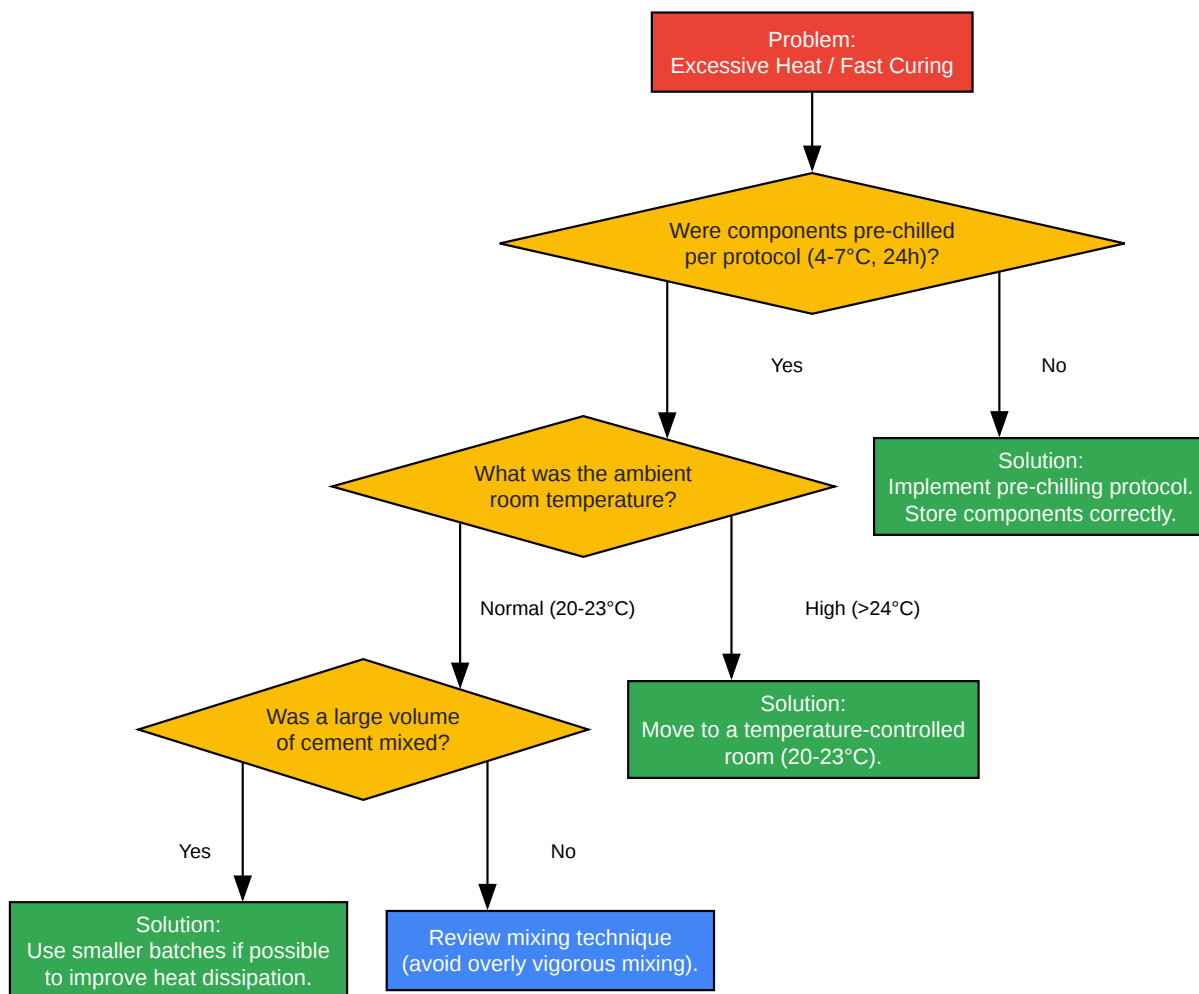 Problem:
Excessive Heat / Fast Curing
Were components pre-chilled
per protocol (4-7°C, 24h)?
Yes
No
What was the ambient
room temperature?
Solution:
Implement pre-chilling protocol.
Store components correctly.
Normal (20-23°C)
High (>24°C)
Was a large volume
of cement mixed?
Solution:
Move to a temperature-controlled
room (20-23°C).
Yes
No
Solution:
Use smaller batches if possible
to improve heat dissipation.
Review mixing technique
(avoid overly vigorous mixing).